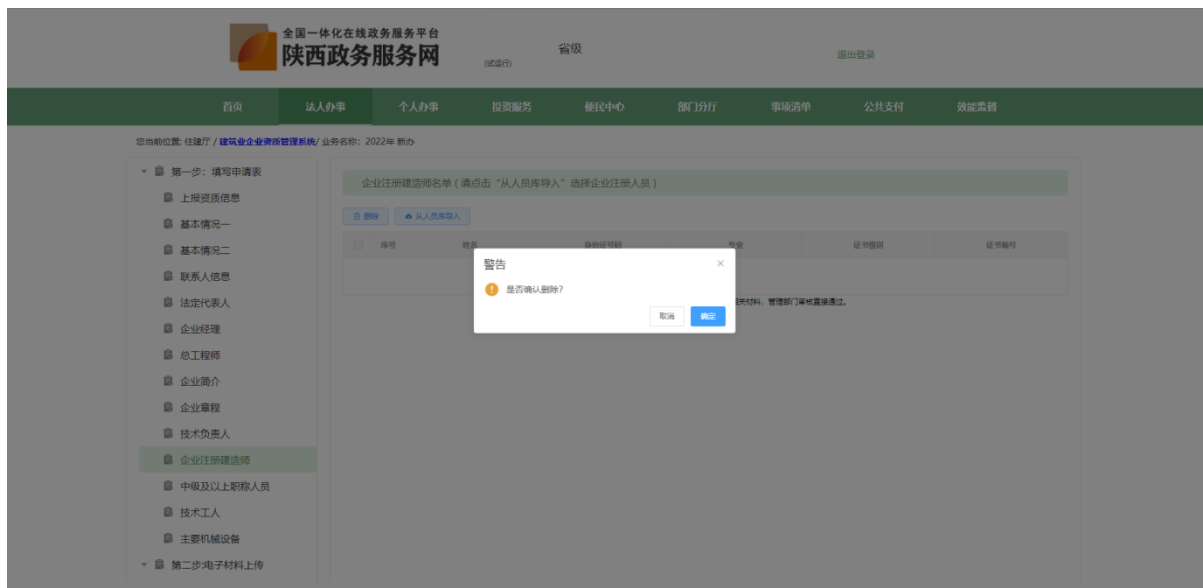 全国一体化在线政务服务平台
陕西政务服务网
(试运行)
省级
退出登录
首页 法人办事 个人办事 投资服务 便民中心 部门分厅 事项清单 公共支付 效能监督
您当前位置: 住建厅 / 建筑业企业资质管理系统/ 业务名称: 2022年 新办
第一步: 填写申请表
上报资质信息
基本情况一
基本情况二
联系人信息
法定代表人
企业经理
总工程师
企业简介
企业章程
技术负责人
企业注册建造师
中级及以上职称人员
技术工人
主要机械设备
第二步:电子材料上传
企业注册建造师名单 ( 请点击 “从人员库导入” 选择企业注册人员 )
删除 从人员库导入
序号 姓名 身份证号码 专业 证书级别 证书编号
关材料、管理部门审核直接通过。
警告 ×
是否确认删除?
取消 确定